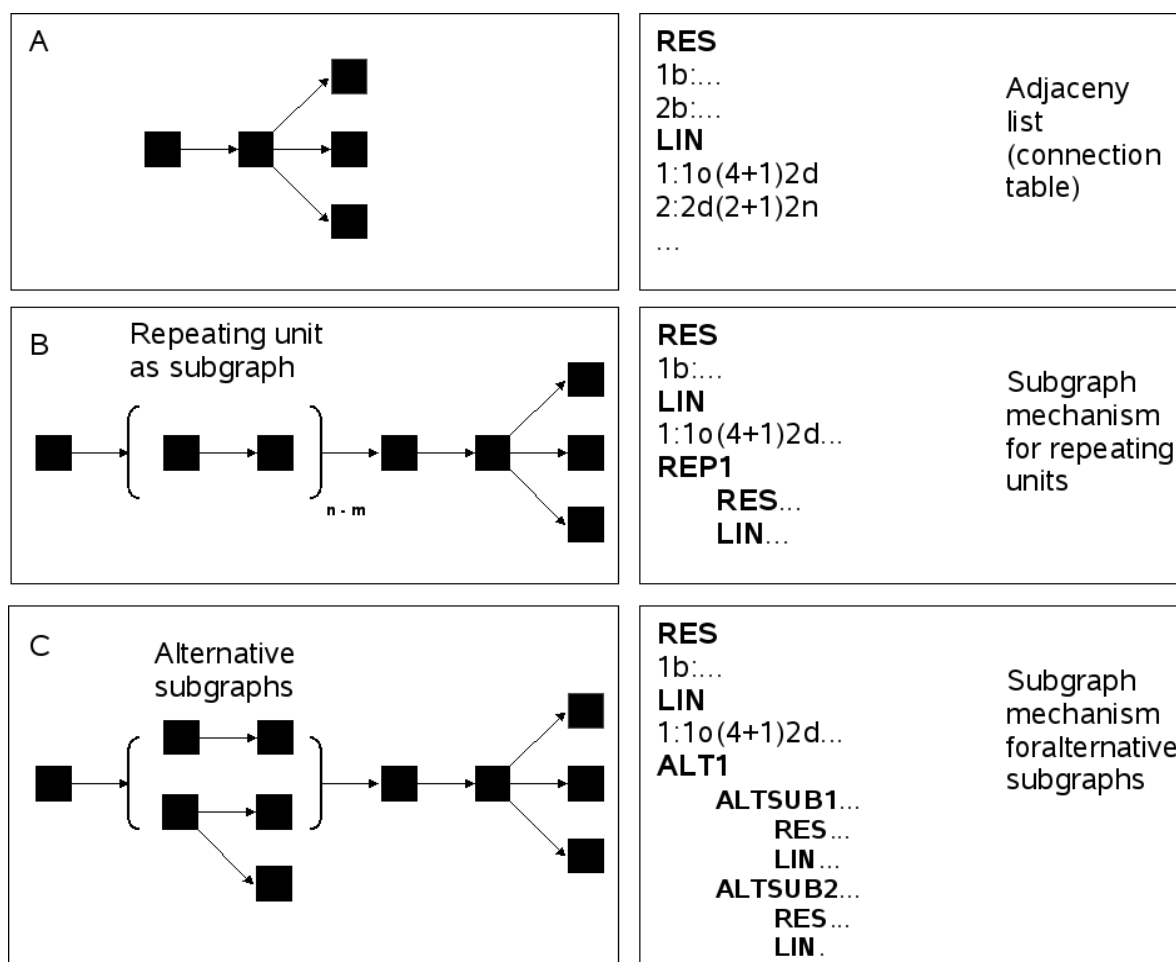 A
RES
1b:...
2b:...
LIN
1:1o(4+1)2d
2:2d(2+1)2n
...
Adjaceny
list
(connection
table)
B
Repeating unit
as subgraph
n - m
RES
1b:...
LIN
1:1o(4+1)2d...
REP1
RES...
LIN...
Subgraph
mechanism
for repeating
units
C
Alternative
subgraphs
RES
1b:...
LIN
1:1o(4+1)2d...
ALT1
ALTSUB1...
RES...
LIN...
ALTSUB2...
RES...
LIN.
Subgraph
mechanism
foralternative
subgraphs